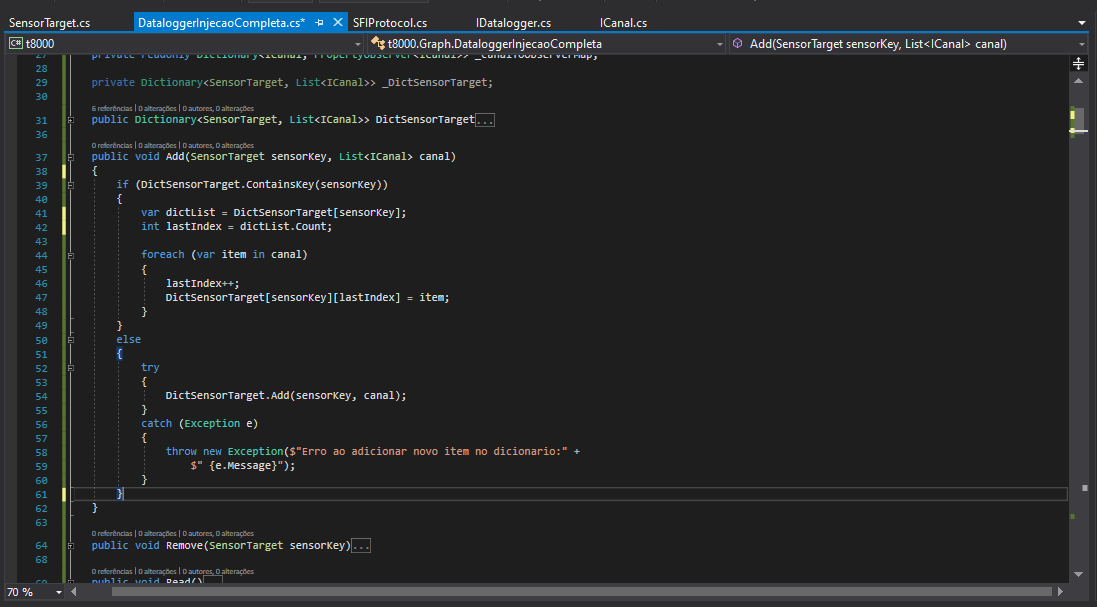 SensorTarget.cs DataloggerInjecaoCompleta.cs* SFIProtocol.cs IDatalogger.cs ICanal.cs
C# t8000 t8000.Graph.DataloggerInjecaoCompleta Add(SensorTarget sensorKey, List<ICanal> canal)
27 private readonly Dictionary<ICanal, PropertyObserver<ICanal>> _canalToObserverMap;
28
29 private Dictionary<SensorTarget, List<ICanal>> _DictSensorTarget;
30
6 referências | 0 alterações | 0 autores, 0 alterações
31 public Dictionary<SensorTarget, List<ICanal>> DictSensorTarget...
36
0 referências | 0 alterações | 0 autores, 0 alterações
37 public void Add(SensorTarget sensorKey, List<ICanal> canal)
38 {
39 if (DictSensorTarget.ContainsKey(sensorKey))
40 {
41 var dictList = DictSensorTarget[sensorKey];
42 int lastIndex = dictList.Count;
43
44 foreach (var item in canal)
45 {
46 lastIndex++;
47 DictSensorTarget[sensorKey][lastIndex] = item;
48 }
49 }
50 else
51 {
52 try
53 {
54 DictSensorTarget.Add(sensorKey, canal);
55 }
56 catch (Exception e)
57 {
58 throw new Exception($"Erro ao adicionar novo item no dicionario:" +
59 $" {e.Message}");
60 }
61 }
62 }
63
0 referências | 0 alterações | 0 autores, 0 alterações
64 public void Remove(SensorTarget sensorKey)...
68
0 referências | 0 alterações | 0 autores, 0 alterações
69 public void Read()
70 %